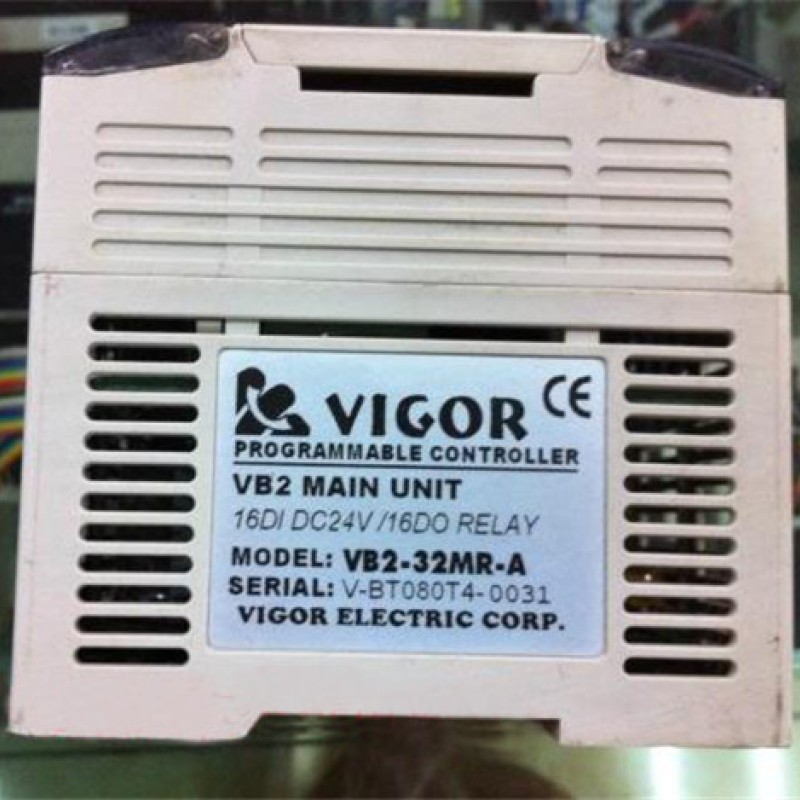 VIGOR CE
PROGRAMMABLE CONTROLLER
VB2 MAIN UNIT
16DI DC24V /16DO RELAY
MODEL: VB2-32MR-A
SERIAL: V-BT080T4-0031
VIGOR ELECTRIC CORP.